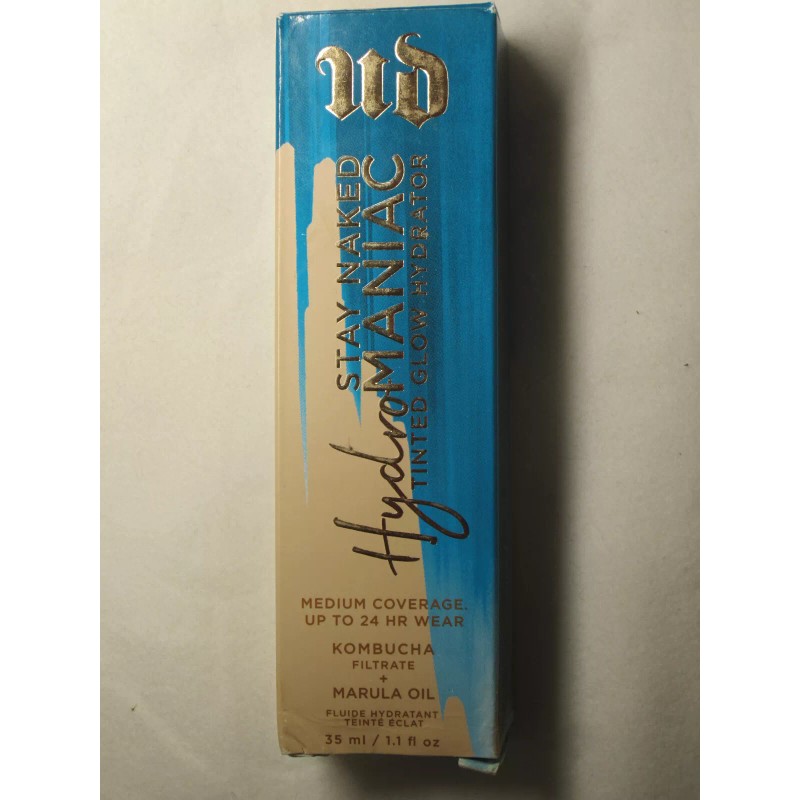 UD
STAY NAKED
HydroMANIAC
TINTED GLOW HYDRATOR
MEDIUM COVERAGE.
UP TO 24 HR WEAR
KOMBUCHA
FILTRATE
+
MARULA OIL
FLUIDE HYDRATANT
TEINTÉ ÉCLAT
35 ml / 1.1 fl oz